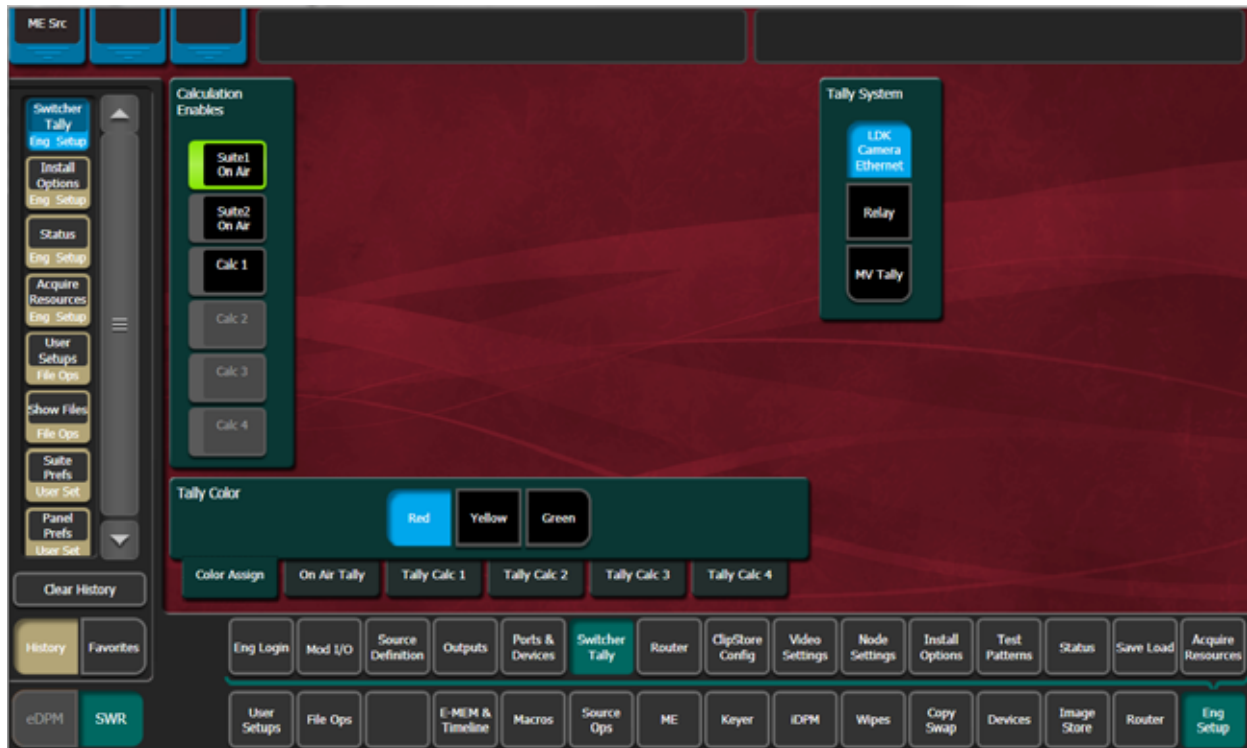 ME Src
Switcher
Tally
Eng Setup
Install
Options
Eng Setup
Status
Eng Setup
Acquire
Resources
Eng Setup
User
Setups
File Ops
Show Files
File Ops
Suite
Prefs
User Set
Panel
Prefs
User Set
Clear History
History
Favorites
eDPM
SWR
Calculation
Enables
Suite1
On Air
Suite2
On Air
Calc 1
Calc 2
Calc 3
Calc 4
Tally System
LDK
Camera
Ethernet
Relay
MV Tally
Tally Color
Red
Yellow
Green
Color Assign
On Air Tally
Tally Calc 1
Tally Calc 2
Tally Calc 3
Tally Calc 4
Eng Login
Mod I/O
Source
Definition
Outputs
Ports &
Devices
Switcher
Tally
Router
ClipStore
Config
Video
Settings
Node
Settings
Install
Options
Test
Patterns
Status
Save Load
Acquire
Resources
User
Setups
File Ops
E-MEM &
Timeline
Macros
Source
Ops
ME
Keyer
iDPM
Wipes
Copy
Swap
Devices
Image
Store
Router
Eng
Setup